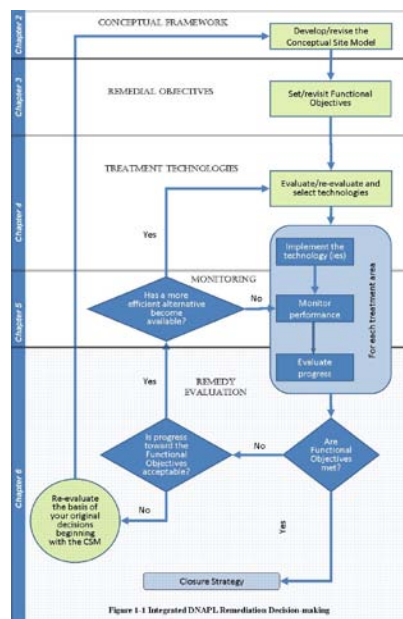 Chapter 2
CONCEPTUAL FRAMEWORK
Develop/revise the
Conceptual Site Model
Chapter 3
REMEDIAL OBJECTIVES
Set/revisit Functional
Objectives
Chapter 4
TREATMENT TECHNOLOGIES
Evaluate/re-evaluate and
select technologies
Yes
Implement the
technology (ies)
For each treatment area
Chapter 5
MONITORING
Has a more
efficient alternative
become
available?
No
Monitor
performance
Evaluate
progress
Chapter 6
Yes
REMEDY
EVALUATION
Is progress
toward the
Functional
Objectives
acceptable?
No
Are
Functional
Objectives
met?
Re-evaluate
the basis of
your original
decisions
beginning
with the CSM
No
Yes
Closure Strategy
Figure 1-1 Integrated DNAPL Remediation Decision-making